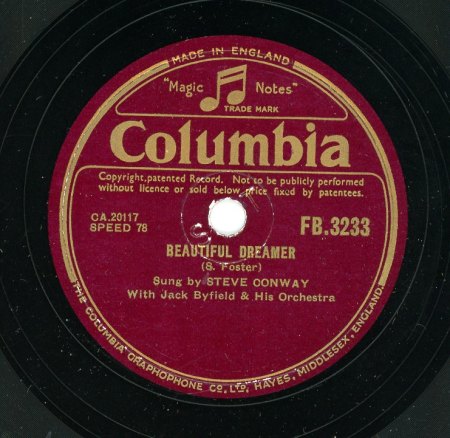 MADE IN ENGLAND
"Magic Notes"
TRADE MARK
Columbia
Copyright, patented Record. Not to be publicly performed
without licence or sold below price fixed by patentees.
CA.20117
SPEED 78
FB.3233
BEAUTIFUL DREAMER
(S. Foster)
Sung by STEVE CONWAY
With Jack Byfield & His Orchestra
THE COLUMBIA GRAPHOPHONE CO., LTD., HAYES, MIDDLESEX, ENGLAND.